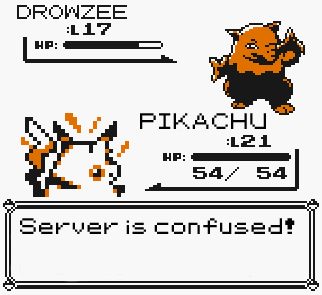 DROWZEE
:L17
HP:
PIKACHU
:L21
HP:
54/ 54
Server is confused!